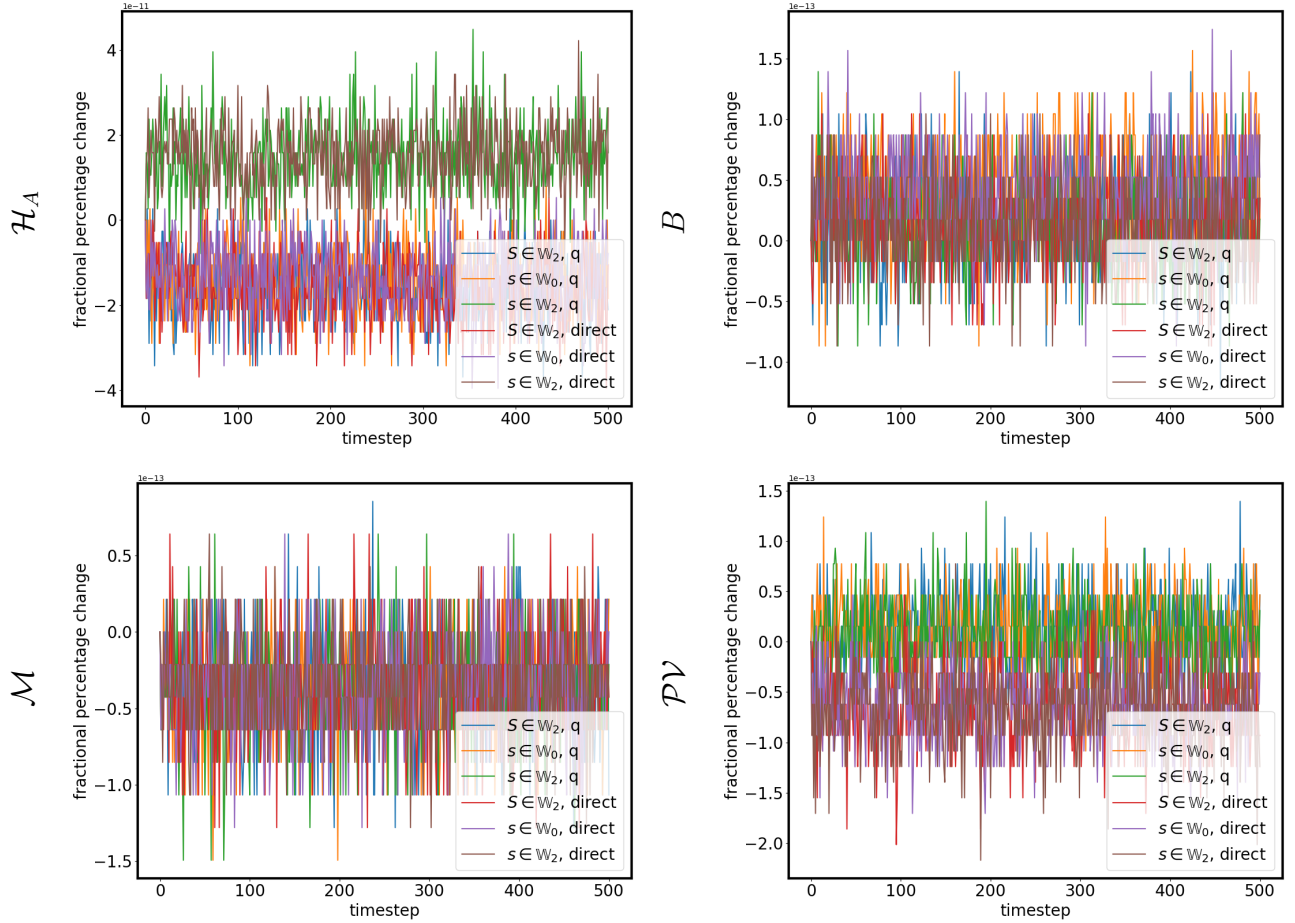 1e−11
4
2
0
−2
−4
0
100
200
300
400
500
timestep
fractional percentage change
ℋ_A
S ∈ 𝕎₂, q
s ∈ 𝕎₀, q
s ∈ 𝕎₂, q
S ∈ 𝕎₂, direct
s ∈ 𝕎₀, direct
s ∈ 𝕎₂, direct
1e−13
1.5
1.0
0.5
0.0
−0.5
−1.0
0
100
200
300
400
500
timestep
fractional percentage change
B
S ∈ 𝕎₂, q
s ∈ 𝕎₀, q
s ∈ 𝕎₂, q
S ∈ 𝕎₂, direct
s ∈ 𝕎₀, direct
s ∈ 𝕎₂, direct
1e−13
0.5
0.0
−0.5
−1.0
−1.5
0
100
200
300
400
500
timestep
fractional percentage change
ℳ
S ∈ 𝕎₂, q
s ∈ 𝕎₀, q
s ∈ 𝕎₂, q
S ∈ 𝕎₂, direct
s ∈ 𝕎₀, direct
s ∈ 𝕎₂, direct
1e−13
1.5
1.0
0.5
0.0
−0.5
−1.0
−1.5
−2.0
0
100
200
300
400
500
timestep
fractional percentage change
𝒫𝒱
S ∈ 𝕎₂, q
s ∈ 𝕎₀, q
s ∈ 𝕎₂, q
S ∈ 𝕎₂, direct
s ∈ 𝕎₀, direct
s ∈ 𝕎₂, direct